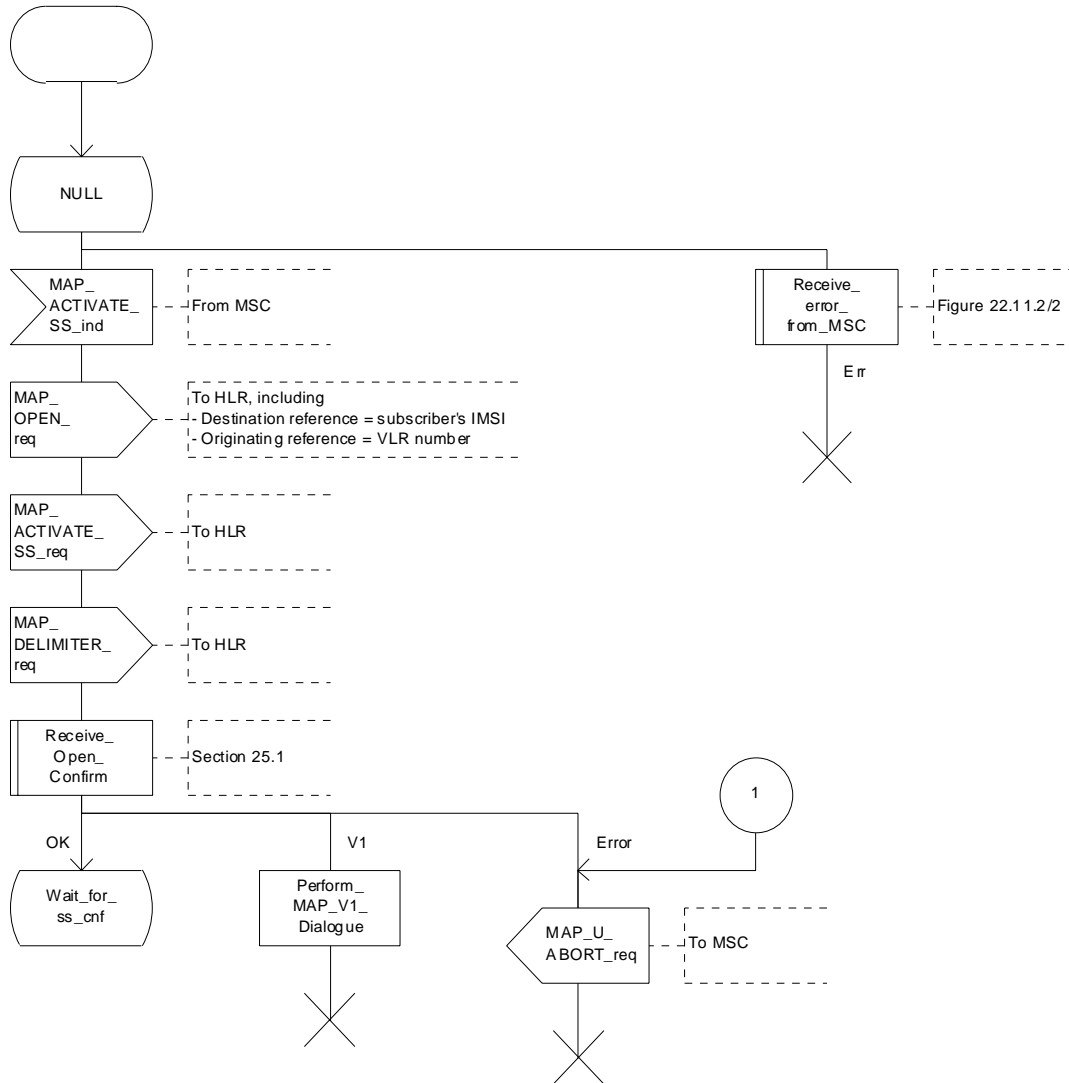 NULL
MAP_
ACTIVATE_
SS_ind
From MSC
Receive_
error_
from_MSC
Figure 22.11.2/2
Err
MAP_
OPEN_
req
To HLR, including
- Destination reference = subscriber's IMSI
- Originating reference = VLR number
MAP_
ACTIVATE_
SS_req
To HLR
MAP_
DELIMITER_
req
To HLR
Receive_
Open_
Confirm
Section 25.1
1
OK
V1
Error
Wait_for_
ss_cnf
Perform_
MAP_V1_
Dialogue
MAP_U_
ABORT_req
To MSC